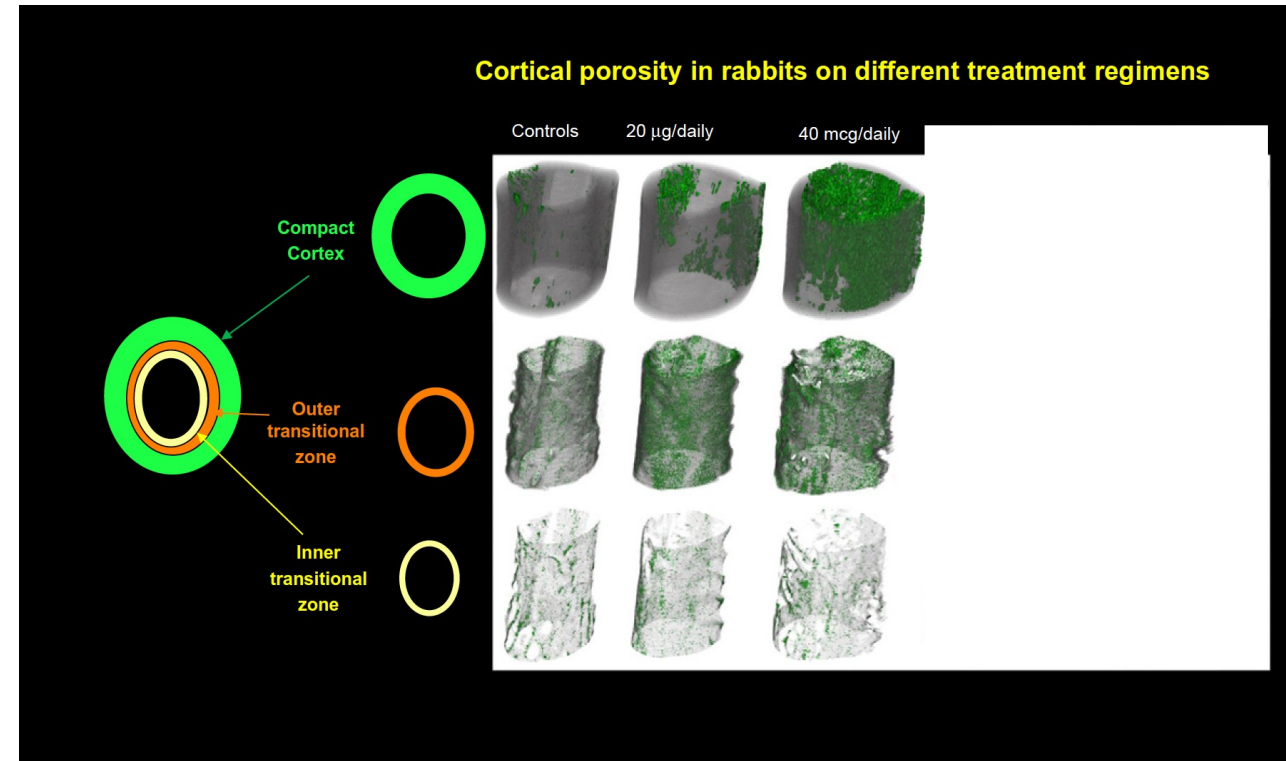 Cortical porosity in rabbits on different treatment regimens
Controls
20 μg/daily
40 mcg/daily
Compact
Cortex
Outer
transitional
zone
Inner
transitional
zone